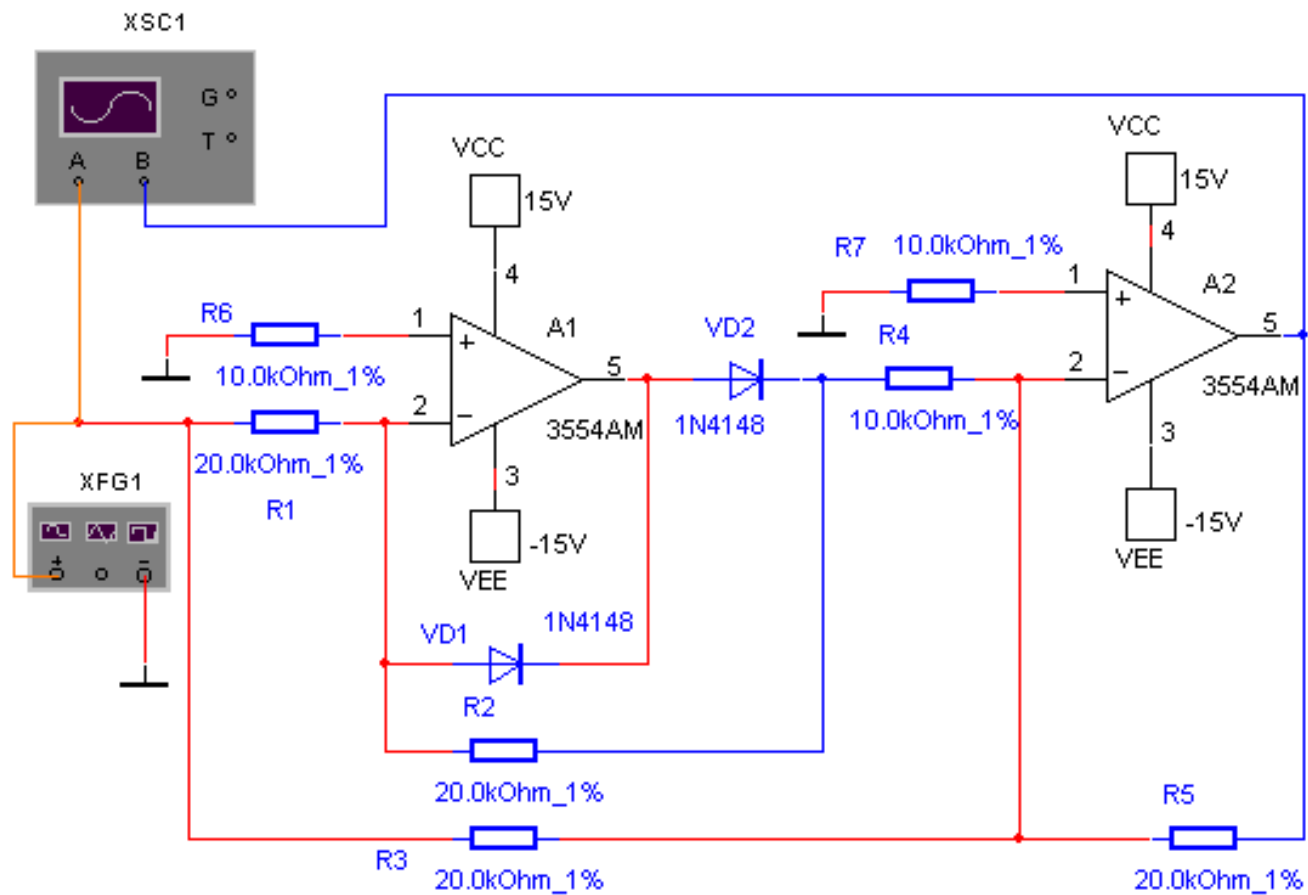 XSC1
G
T
A B
VCC
15V
4
VCC
15V
4
R7
10.0kOhm_1%
1
+
A2
5
2
−
3554AM
3
-15V
VEE
R6
10.0kOhm_1%
1
+
A1
5
2
−
3554AM
3
-15V
VEE
VD2
1N4148
R4
10.0kOhm_1%
20.0kOhm_1%
R1
XFG1
+ −
VD1
1N4148
R2
20.0kOhm_1%
R3
20.0kOhm_1%
R5
20.0kOhm_1%